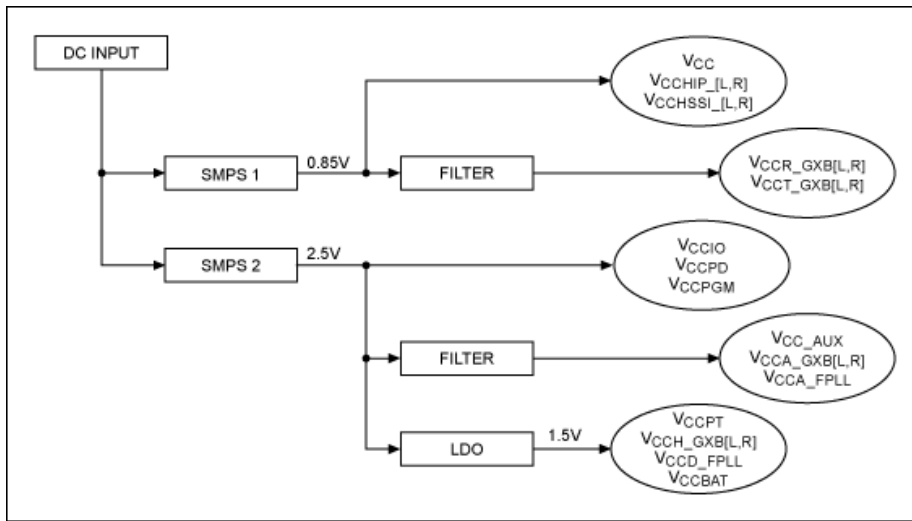 DC INPUT
VCC
VCCHIP_[L,R]
VCCHSSI_[L,R]
SMPS 1
0.85V
FILTER
VCCR_GXB[L,R]
VCCT_GXB[L,R]
SMPS 2
2.5V
VCCIO
VCCPD
VCCPGM
FILTER
VCC_AUX
VCCA_GXB[L,R]
VCCA_FPLL
LDO
1.5V
VCCPT
VCCH_GXB[L,R]
VCCD_FPLL
VCCBAT